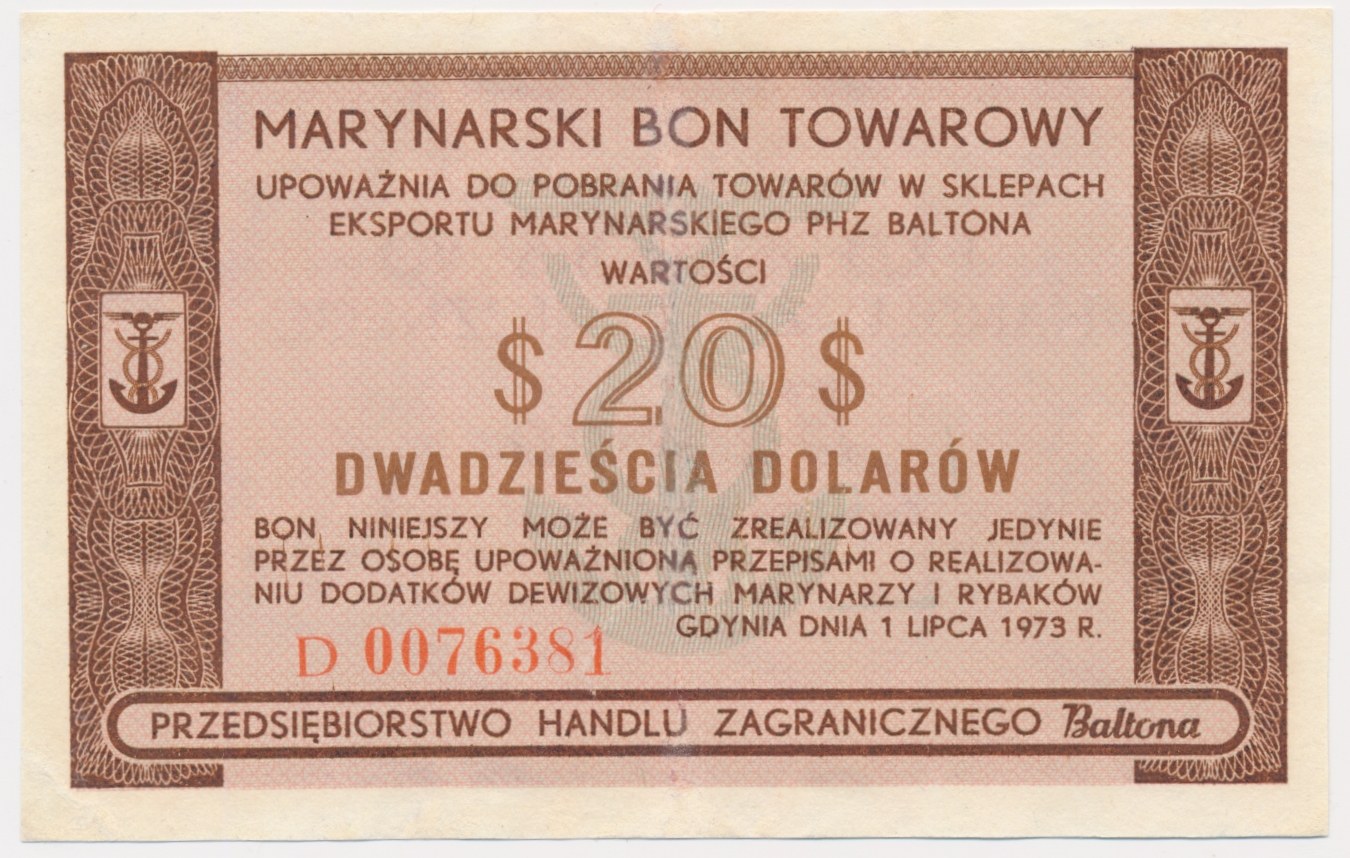 MARYNARSKI BON TOWAROWY
UPOWAŻNIA DO POBRANIA TOWARÓW W SKLEPACH
EKSPORTU MARYNARSKIEGO PHZ BALTONA
WARTOŚCI
$ 20 $
DWADZIEŚCIA DOLARÓW
BON NINIEJSZY MOŻE BYĆ ZREALIZOWANY JEDYNIE
PRZEZ OSOBĘ UPOWAŻNIONĄ PRZEPISAMI O REALIZOWA-
NIU DODATKÓW DEWIZOWYCH MARYNARZY I RYBAKÓW
GDYNIA DNIA 1 LIPCA 1973 R.
D 0076381
PRZEDSIĘBIORSTWO HANDLU ZAGRANICZNEGO Baltona